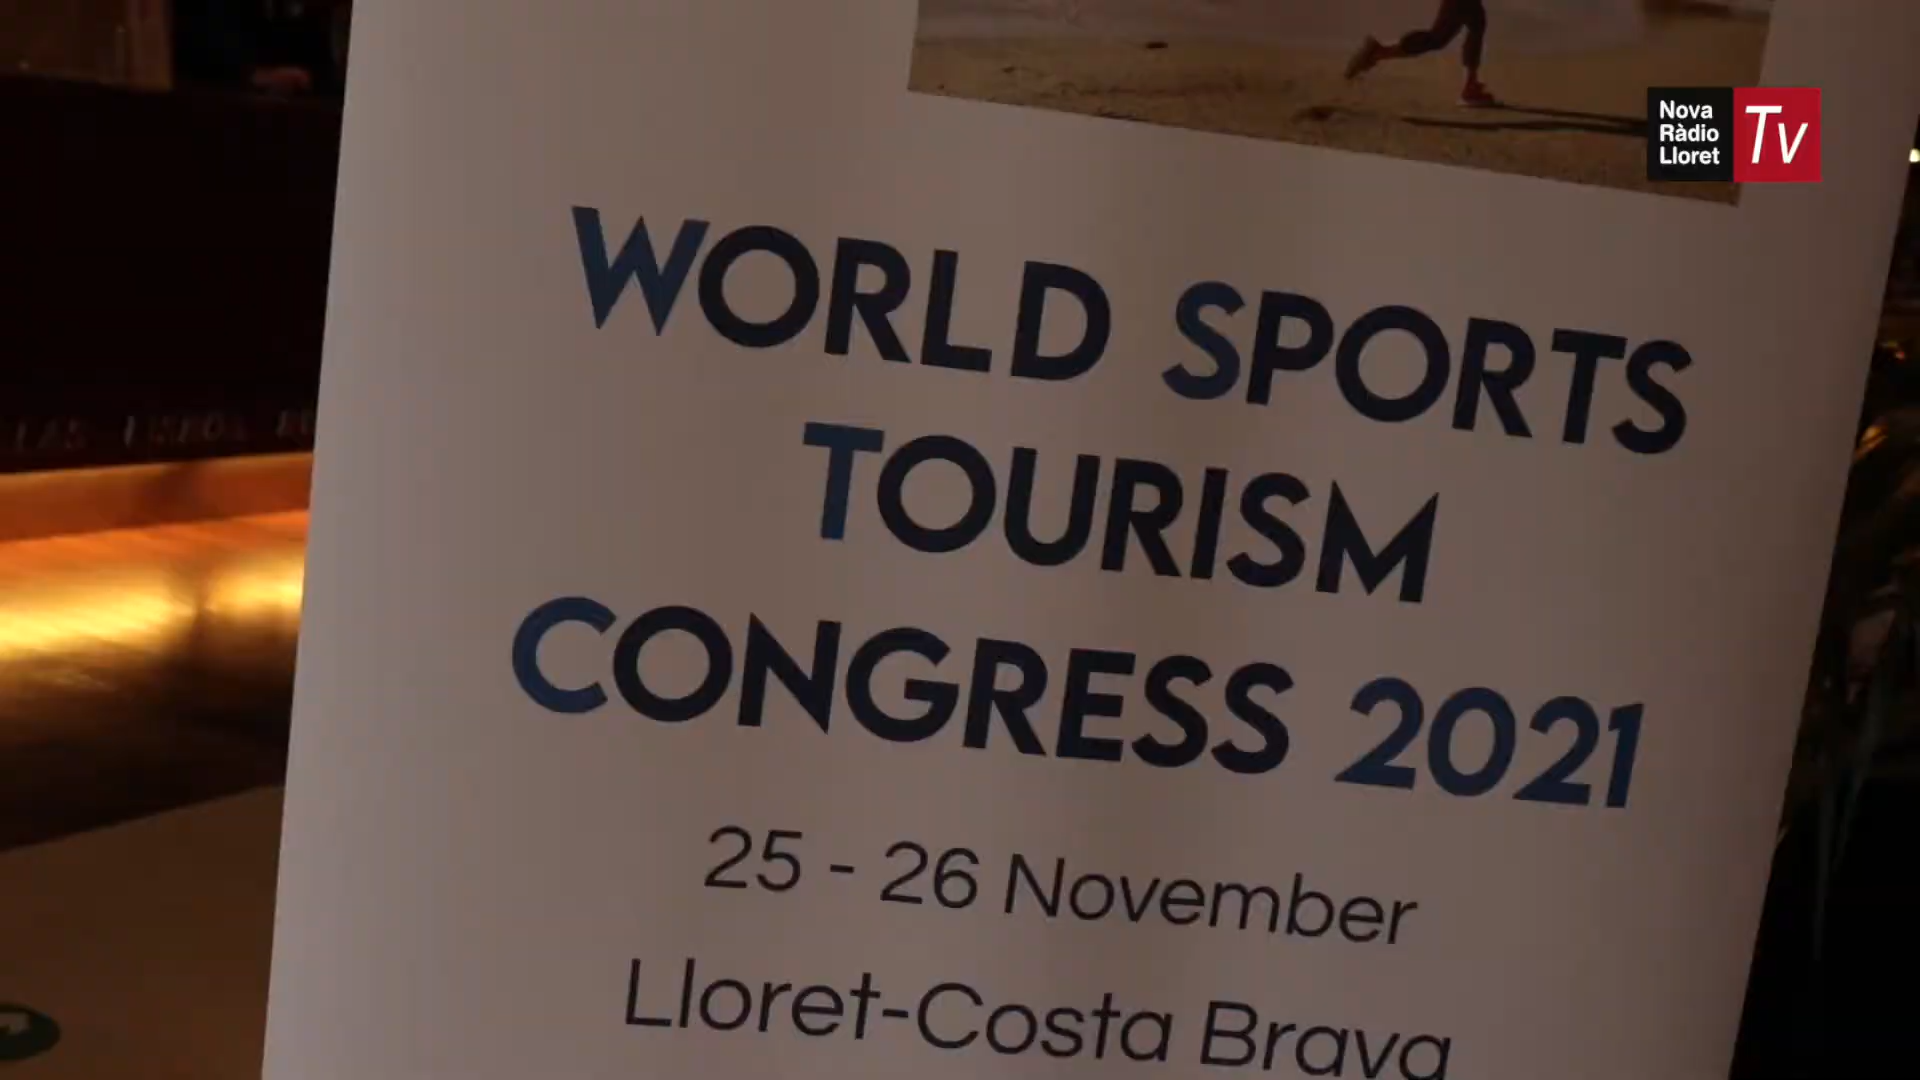 Nova
Ràdio
Lloret
Tv
WORLD SPORTS
TOURISM
CONGRESS 2021
25 - 26 November
Lloret-Costa Brava